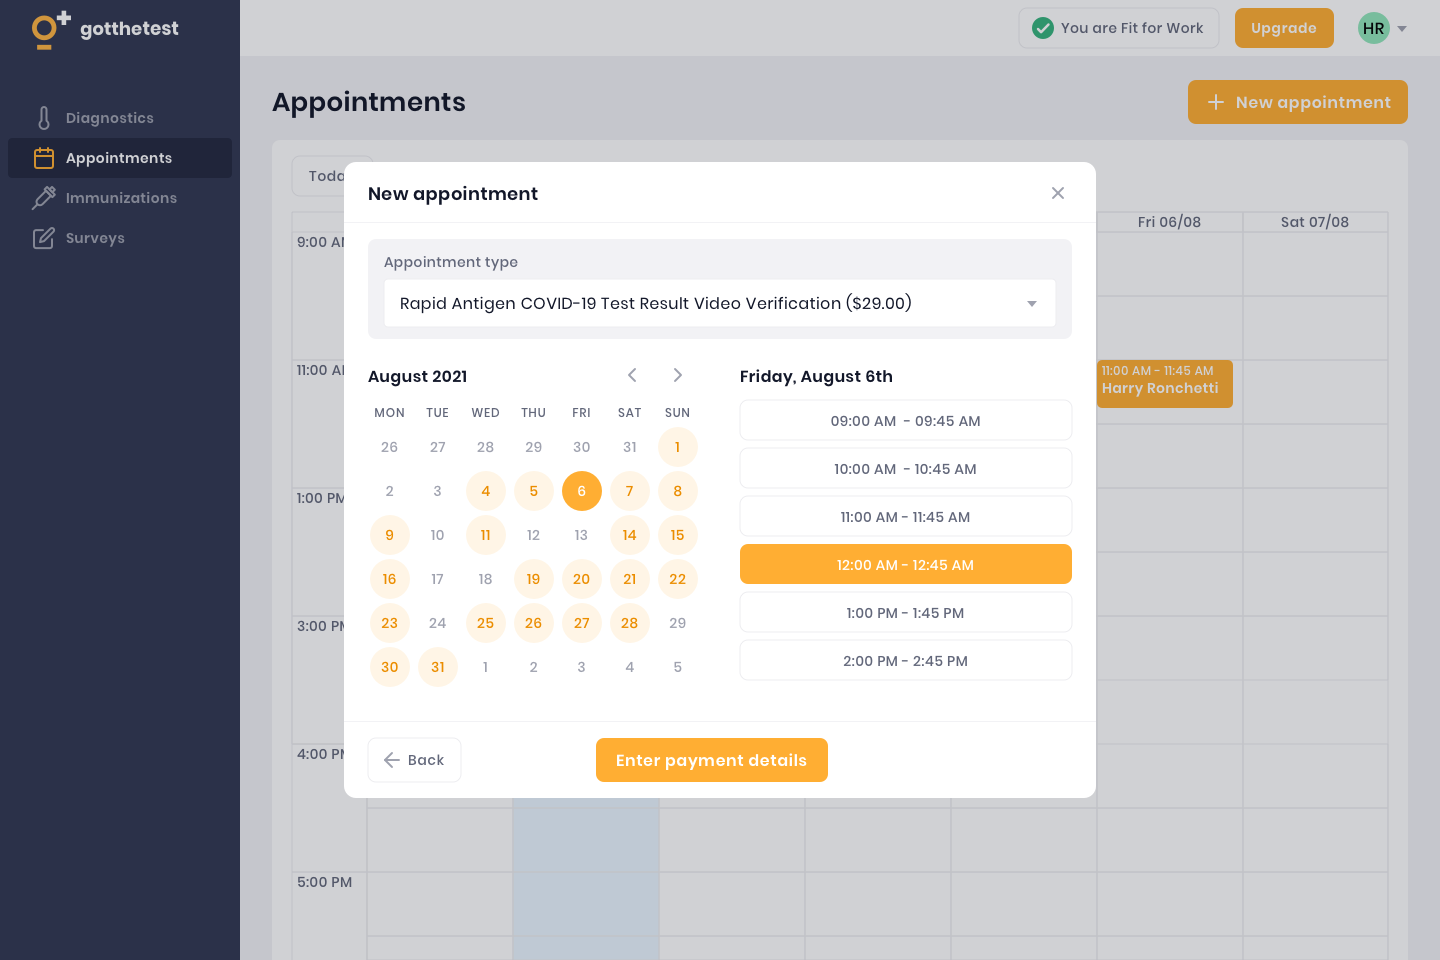 gotthetest
You are Fit for Work
Upgrade
HR
Diagnostics
Appointments
Immunizations
Surveys
Appointments
New appointment
Fri 06/08
Sat 07/08
9:00
11:00
11:00 AM - 11:45 AM
Harry Ronchetti
1:00 PM
3:00
4:00
5:00 PM
New appointment
Appointment type
Rapid Antigen COVID-19 Test Result Video Verification ($29.00)
August 2021
MON TUE WED THU FRI SAT SUN
26 27 28 29 30 31 1
2 3 4 5 6 7 8
9 10 11 12 13 14 15
16 17 18 19 20 21 22
23 24 25 26 27 28 29
30 31 1 2 3 4 5
Friday, August 6th
09:00 AM - 09:45 AM
10:00 AM - 10:45 AM
11:00 AM - 11:45 AM
12:00 AM - 12:45 AM
1:00 PM - 1:45 PM
2:00 PM - 2:45 PM
Back
Enter payment details